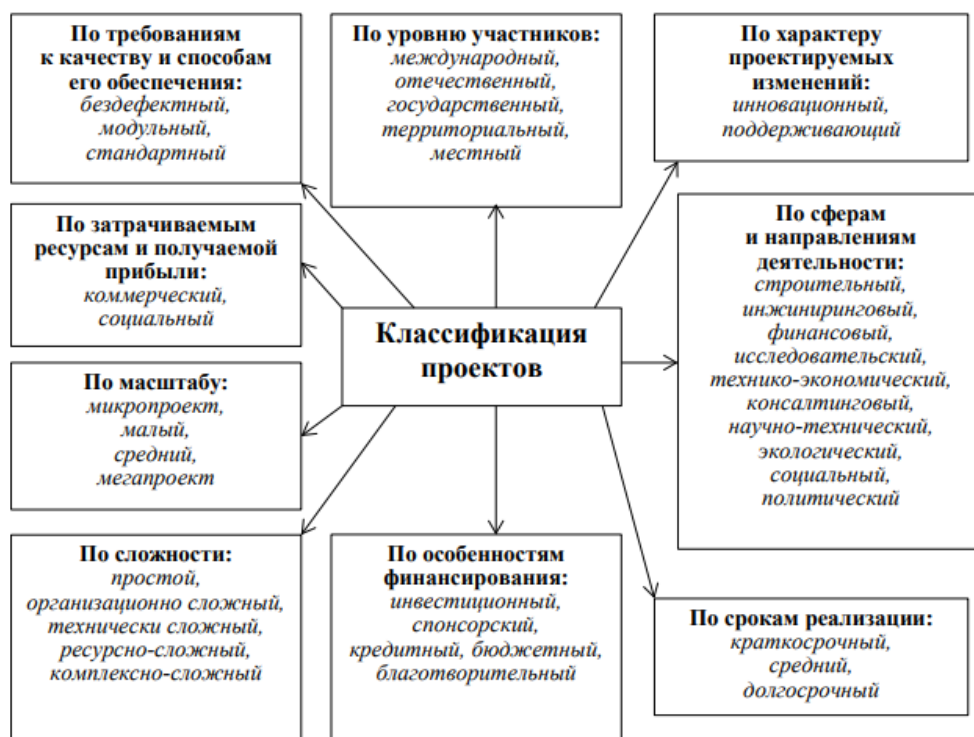 По требованиям
к качеству и способам
его обеспечения:
бездефектный,
модульный,
стандартный
По уровню участников:
международный,
отечественный,
государственный,
территориальный,
местный
По характеру
проектируемых
изменений:
инновационный,
поддерживающий
По затрачиваемым
ресурсам и получаемой
прибыли:
коммерческий,
социальный
Классификация
проектов
По сферам
и направлениям
деятельности:
строительный,
инжиниринговый,
финансовый,
исследовательский,
технико-экономический,
консалтинговый,
научно-технический,
экологический,
социальный,
политический
По масштабу:
микропроект,
малый,
средний,
мегапроект
По сложности:
простой,
организационно сложный,
технически сложный,
ресурсно-сложный,
комплексно-сложный
По особенностям
финансирования:
инвестиционный,
спонсорский,
кредитный, бюджетный,
благотворительный
По срокам реализации:
краткосрочный,
средний,
долгосрочный